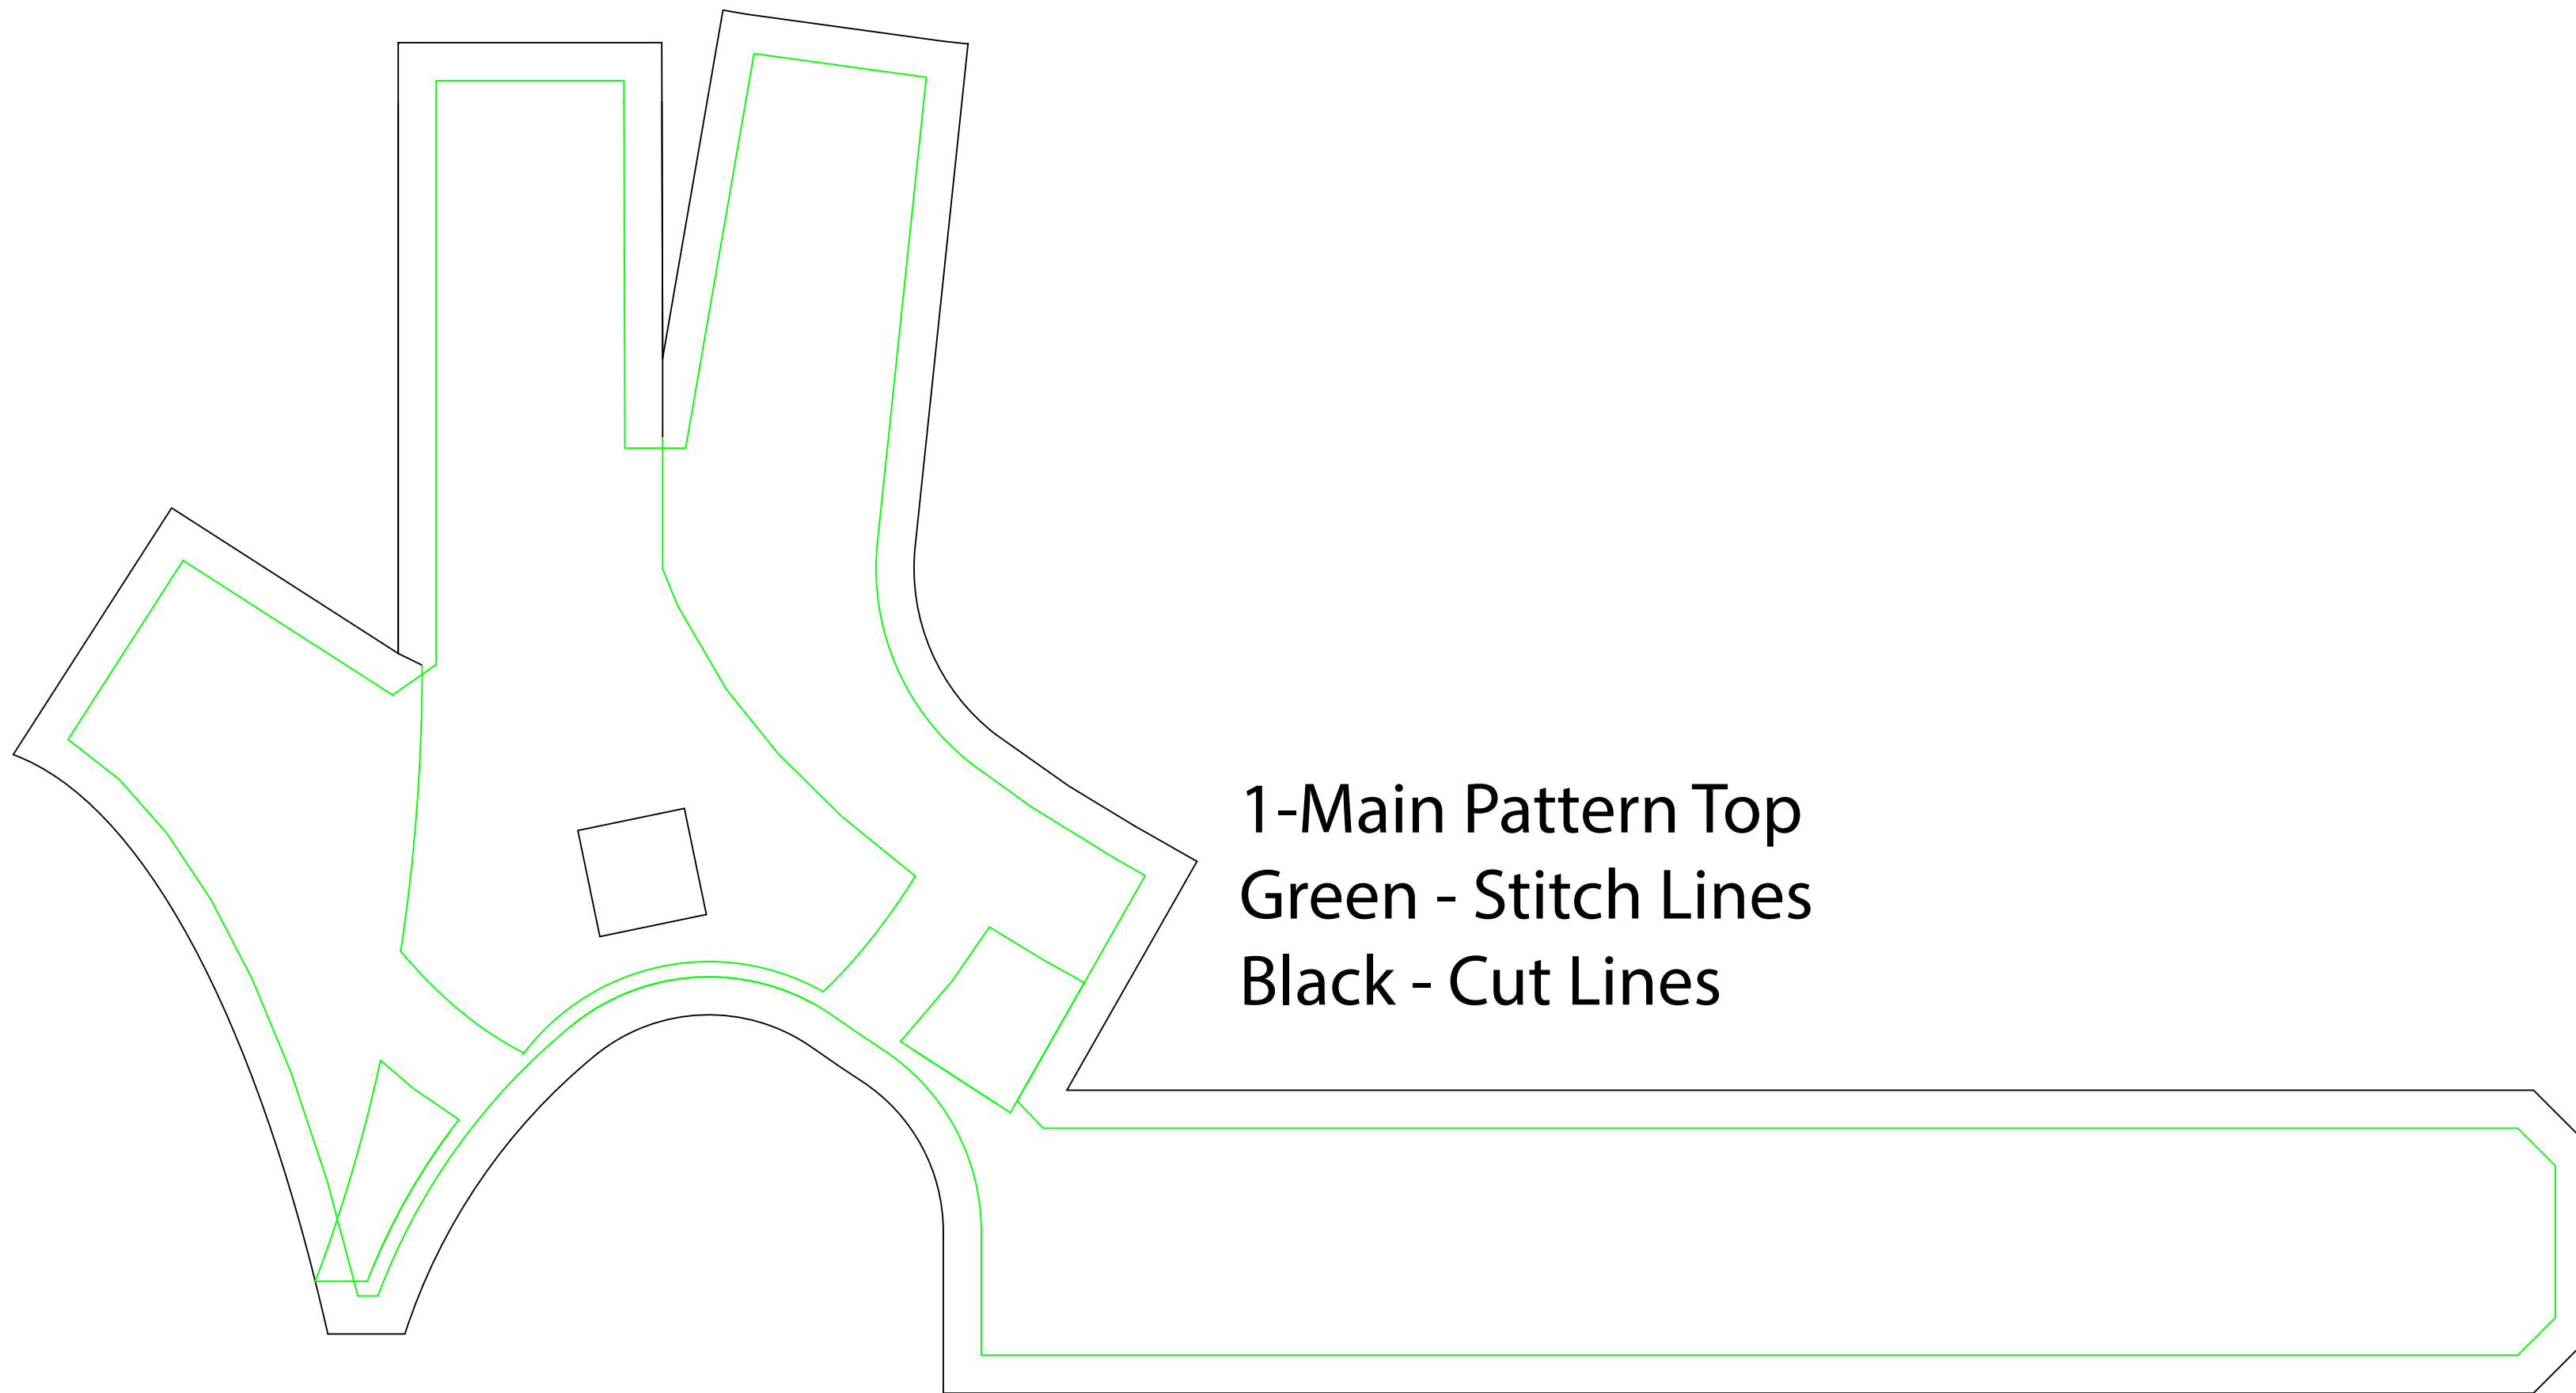 1-Main Pattern Top
Green - Stitch Lines
Black - Cut Lines